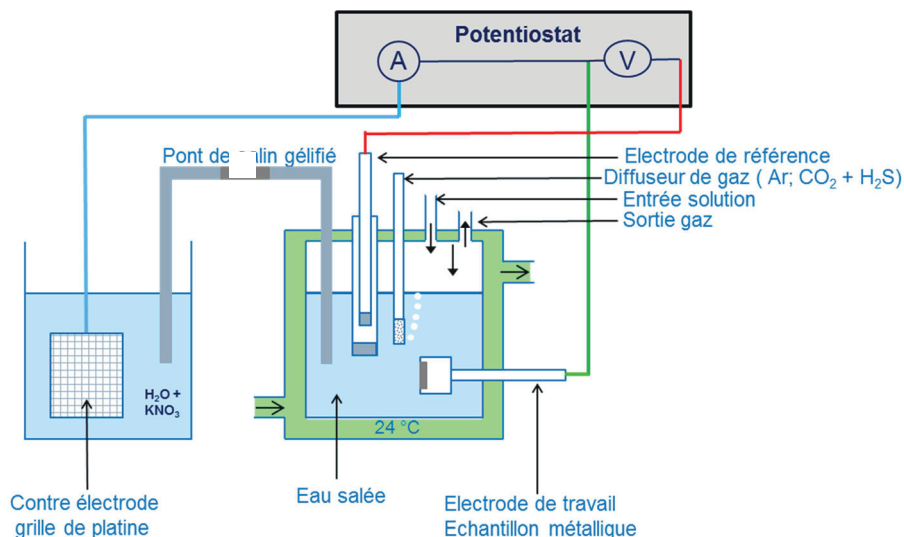 Potentiostat
A
V
Pont de
gélifié
Electrode de référence
Diffuseur de gaz ( Ar; CO₂ + H₂S)
Entrée solution
Sortie gaz
H₂O +
KNO₃
24 °C
Contre électrode
grille de platine
Eau salée
Electrode de travail
Echantillon métallique